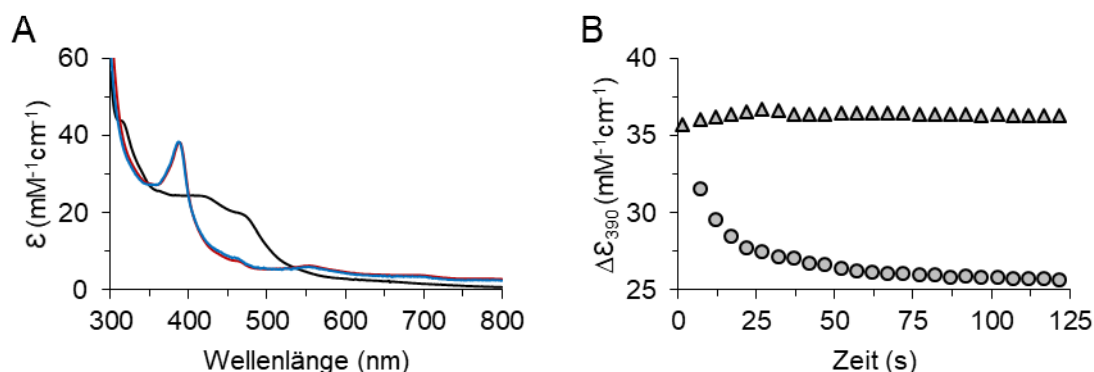 A
60
40
20
0
ε (mM⁻¹cm⁻¹)
300 400 500 600 700 800
Wellenlänge (nm)
B
40
35
30
25
Δε₃₉₀ (mM⁻¹cm⁻¹)
0 25 50 75 100 125
Zeit (s)